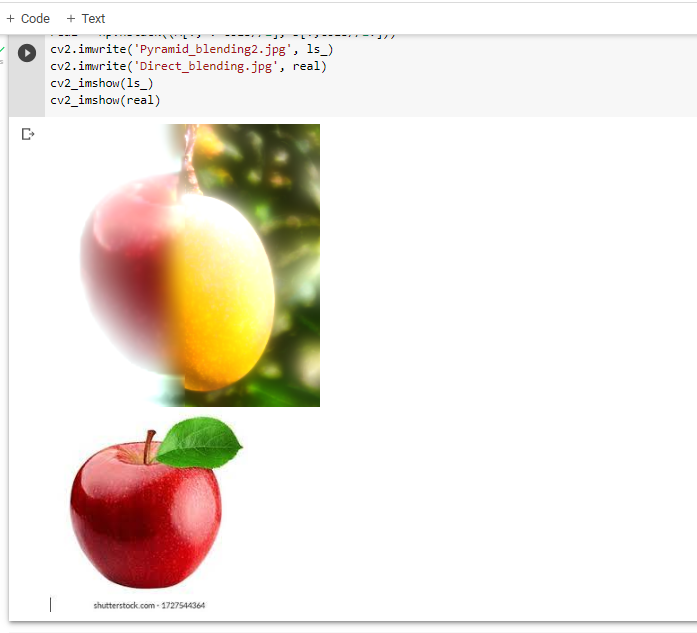 + Code + Text
cv2.imwrite('Pyramid_blending2.jpg', ls_)
cv2.imwrite('Direct_blending.jpg', real)
cv2_imshow(ls_)
cv2_imshow(real)
shutterstock.com · 1727544364